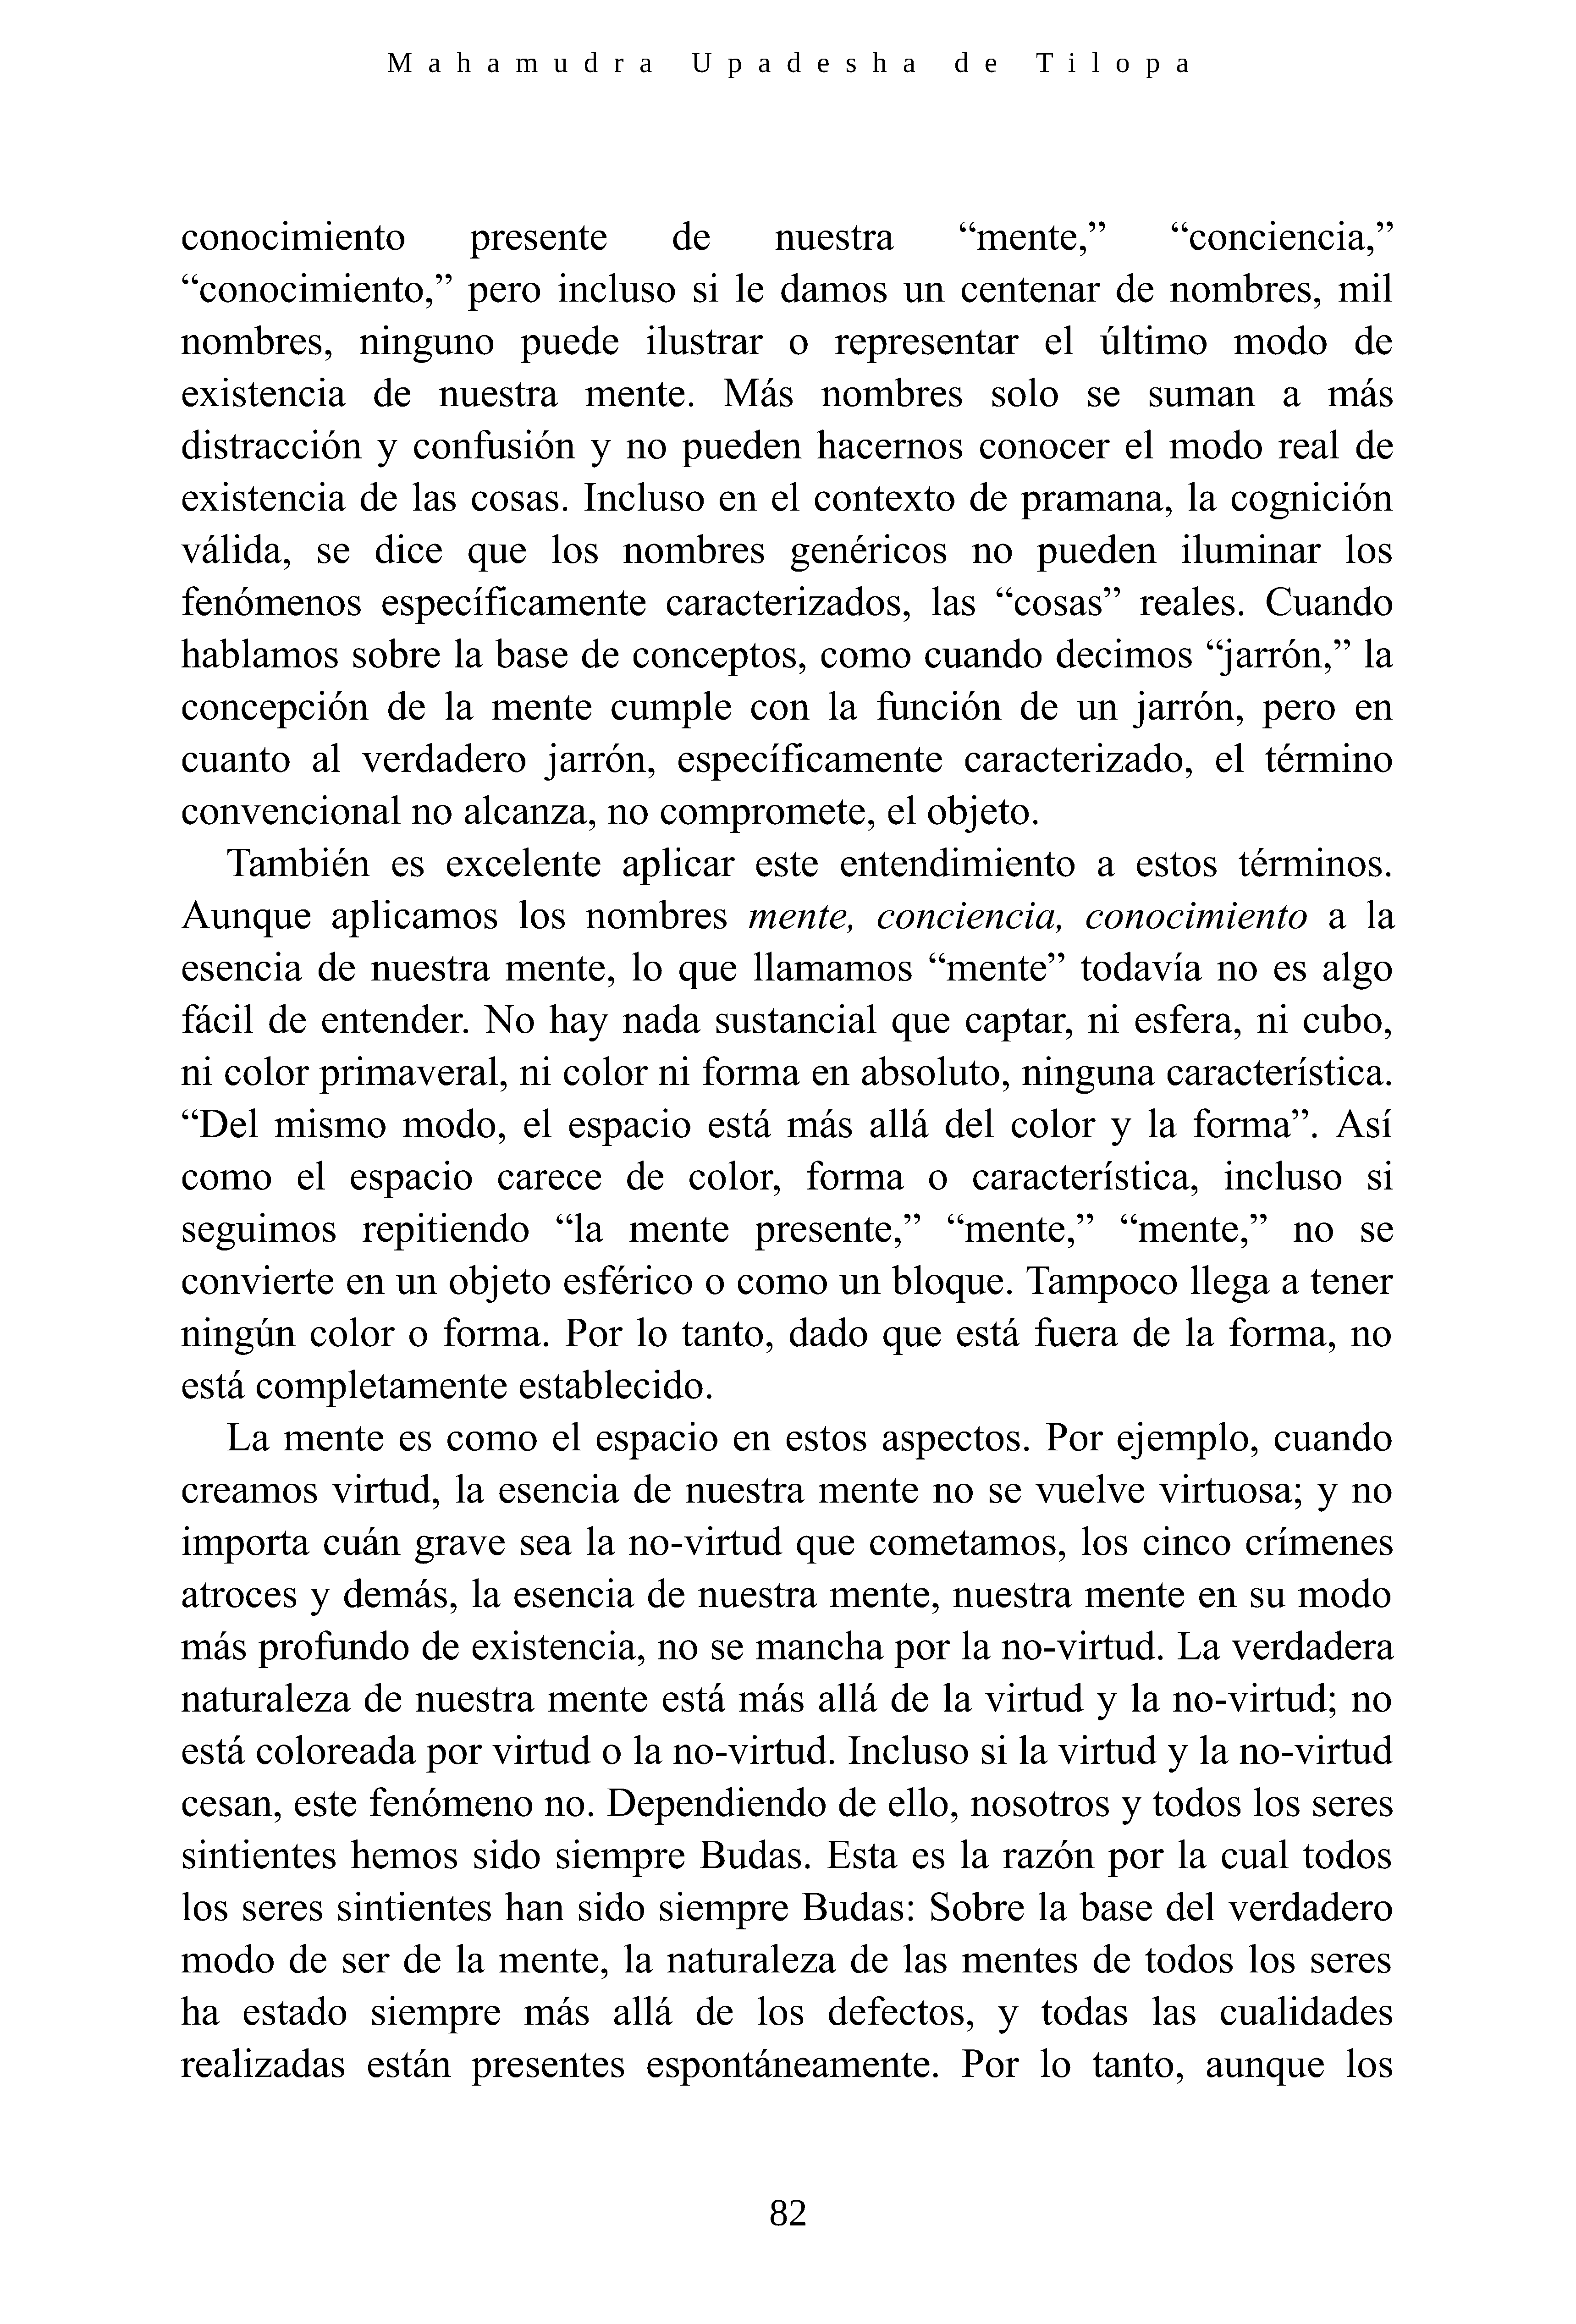 Mahamudra Upadesha de Tilopa
conocimiento presente de nuestra “mente,” “conciencia,”
“conocimiento,” pero incluso si le damos un centenar de nombres, mil
nombres, ninguno puede ilustrar o representar el último modo de
existencia de nuestra mente. Más nombres solo se suman a más
distracción y confusión y no pueden hacernos conocer el modo real de
existencia de las cosas. Incluso en el contexto de pramana, la cognición
válida, se dice que los nombres genéricos no pueden iluminar los
fenómenos específicamente caracterizados, las “cosas” reales. Cuando
hablamos sobre la base de conceptos, como cuando decimos “jarrón,” la
concepción de la mente cumple con la función de un jarrón, pero en
cuanto al verdadero jarrón, específicamente caracterizado, el término
convencional no alcanza, no compromete, el objeto.
También es excelente aplicar este entendimiento a estos términos.
Aunque aplicamos los nombres mente, conciencia, conocimiento a la
esencia de nuestra mente, lo que llamamos “mente” todavía no es algo
fácil de entender. No hay nada sustancial que captar, ni esfera, ni cubo,
ni color primaveral, ni color ni forma en absoluto, ninguna característica.
“Del mismo modo, el espacio está más allá del color y la forma”. Así
como el espacio carece de color, forma o característica, incluso si
seguimos repitiendo “la mente presente,” “mente,” “mente,” no se
convierte en un objeto esférico o como un bloque. Tampoco llega a tener
ningún color o forma. Por lo tanto, dado que está fuera de la forma, no
está completamente establecido.
La mente es como el espacio en estos aspectos. Por ejemplo, cuando
creamos virtud, la esencia de nuestra mente no se vuelve virtuosa; y no
importa cuán grave sea la no-virtud que cometamos, los cinco crímenes
atroces y demás, la esencia de nuestra mente, nuestra mente en su modo
más profundo de existencia, no se mancha por la no-virtud. La verdadera
naturaleza de nuestra mente está más allá de la virtud y la no-virtud; no
está coloreada por virtud o la no-virtud. Incluso si la virtud y la no-virtud
cesan, este fenómeno no. Dependiendo de ello, nosotros y todos los seres
sintientes hemos sido siempre Budas. Esta es la razón por la cual todos
los seres sintientes han sido siempre Budas: Sobre la base del verdadero
modo de ser de la mente, la naturaleza de las mentes de todos los seres
ha estado siempre más allá de los defectos, y todas las cualidades
realizadas están presentes espontáneamente. Por lo tanto, aunque los
82